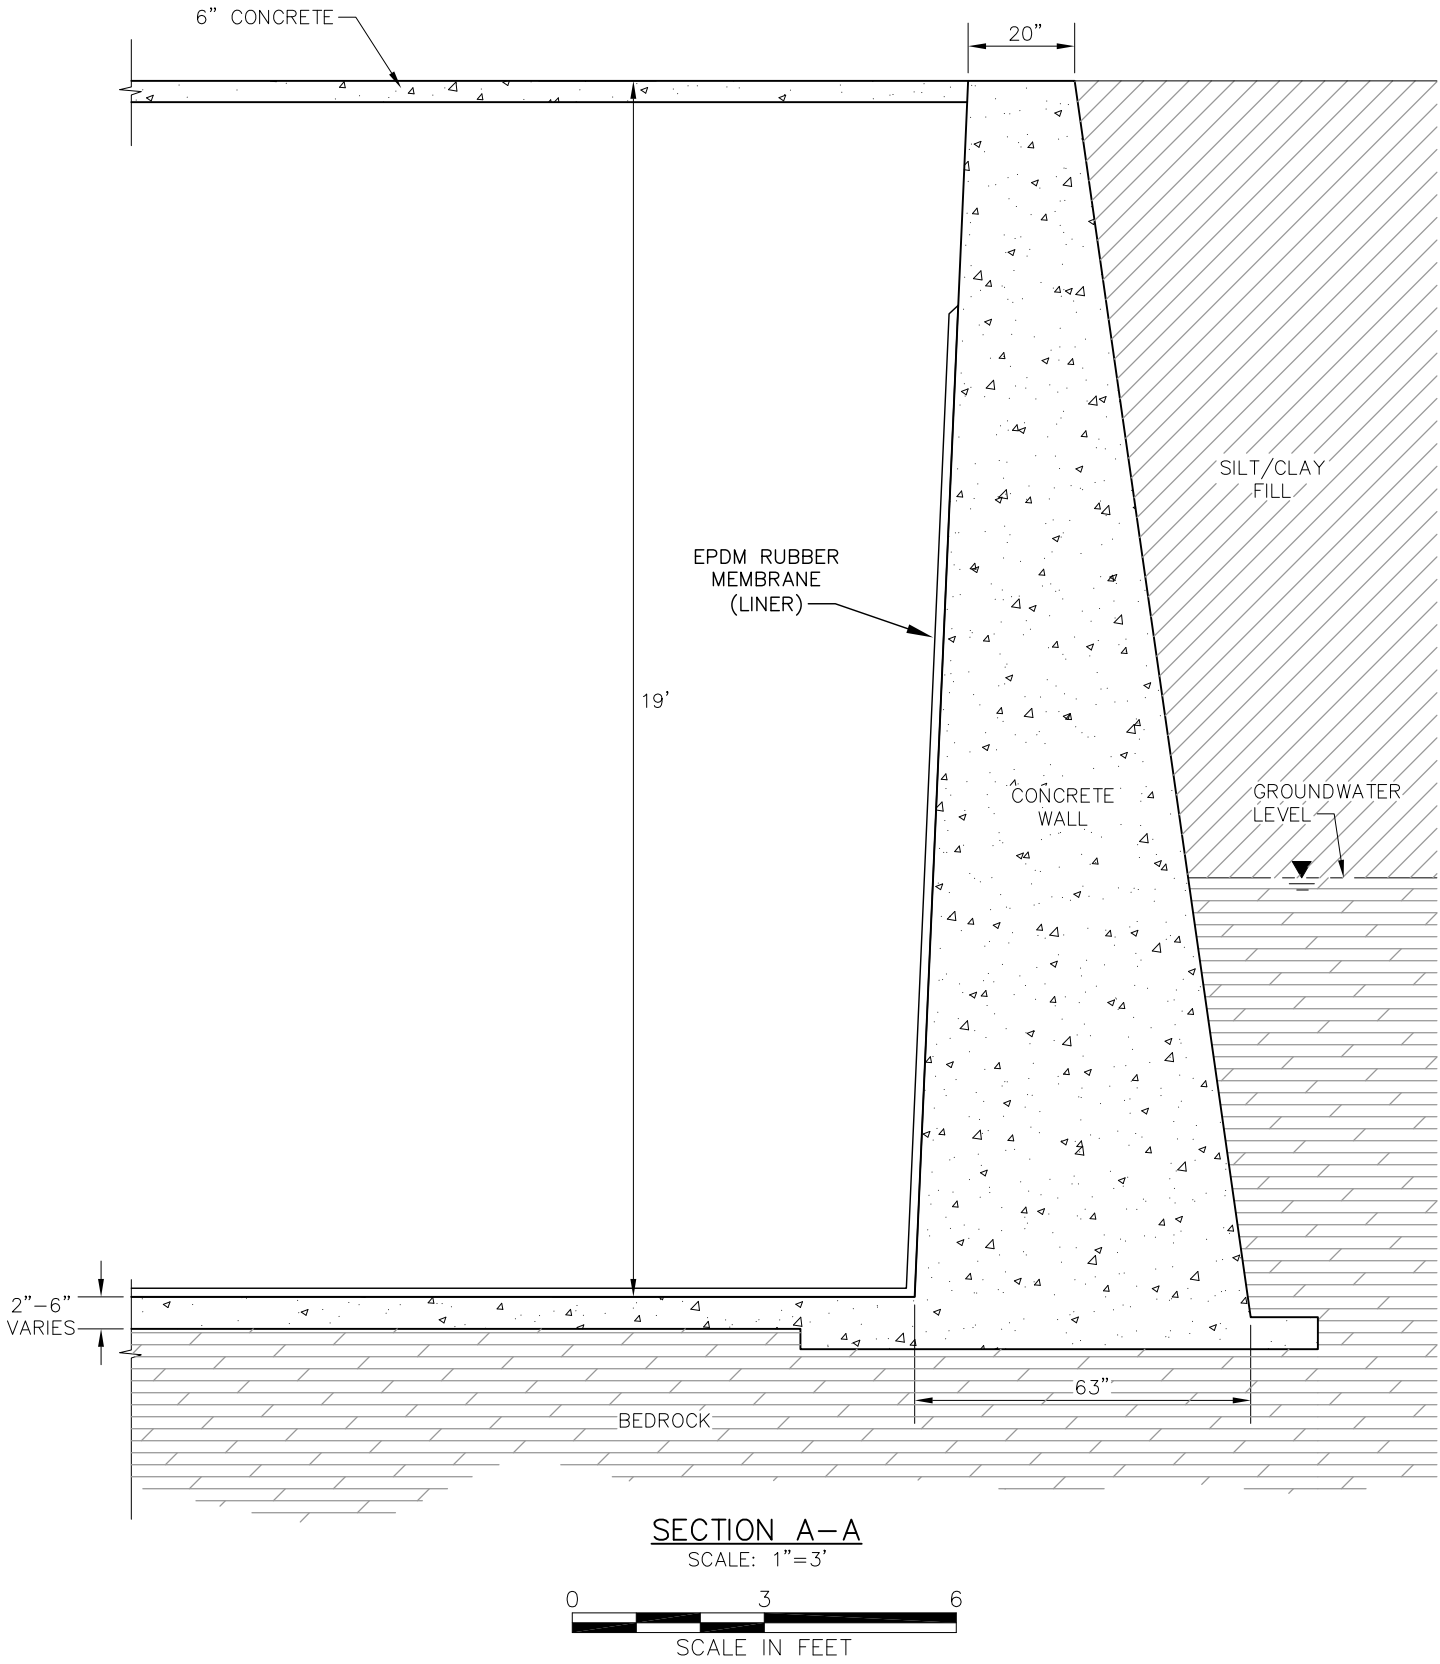 6” CONCRETE
20”
SILT/CLAY
FILL
EPDM RUBBER
MEMBRANE
(LINER)
19’
CONCRETE
WALL
GROUNDWATER
LEVEL
2”-6”
VARIES
63”
BEDROCK
SECTION A-A
SCALE: 1”=3’
0 3 6
SCALE IN FEET